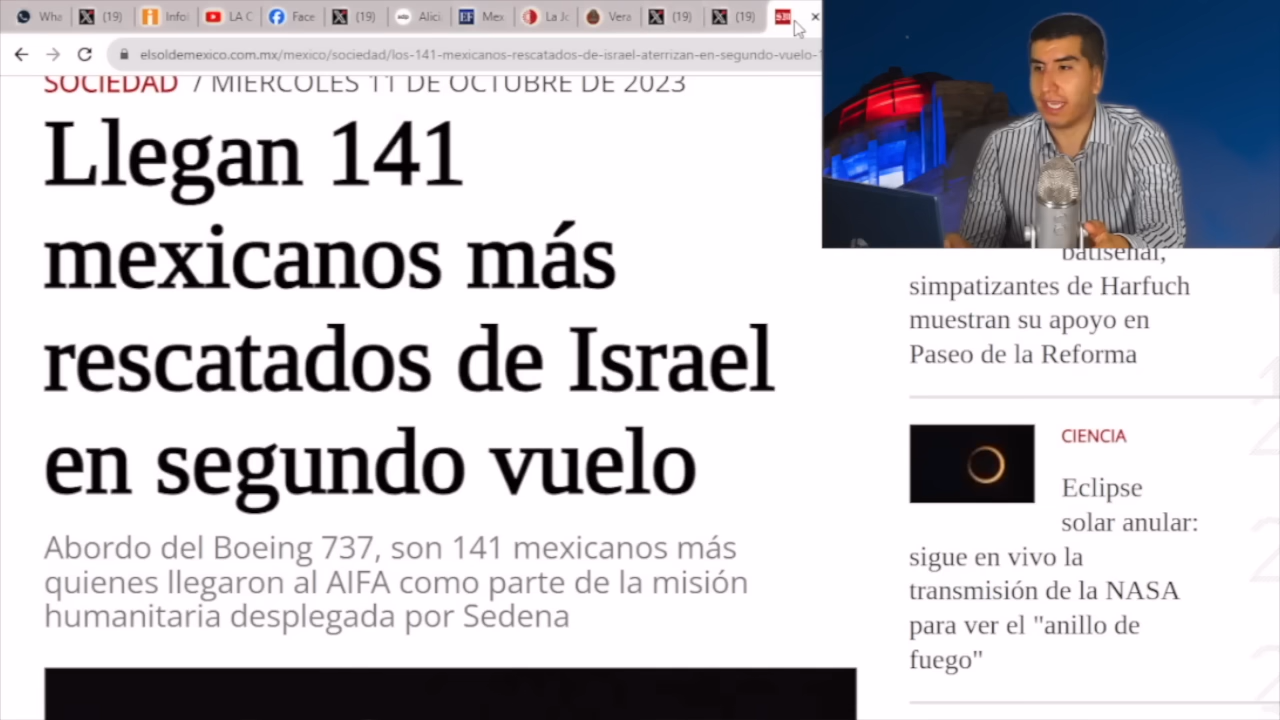 Wha
(19)
Info
LA C
Face
(19)
Alici
Mex
La Jo
Vera
(19)
(19)
elsoldemexico.com.mx/mexico/sociedad/los-141-mexicanos-rescatados-de-israel-aterrizan-en-segundo-vuelo-1
SOCIEDAD / MIÉRCOLES 11 DE OCTUBRE DE 2023
Llegan 141
mexicanos más
rescatados de Israel
en segundo vuelo
Abordo del Boeing 737, son 141 mexicanos más
quienes llegaron al AIFA como parte de la misión
humanitaria desplegada por Sedena
batiseñal,
simpatizantes de Harfuch
muestran su apoyo en
Paseo de la Reforma
CIENCIA
Eclipse
solar anular:
sigue en vivo la
transmisión de la NASA
para ver el "anillo de
fuego"